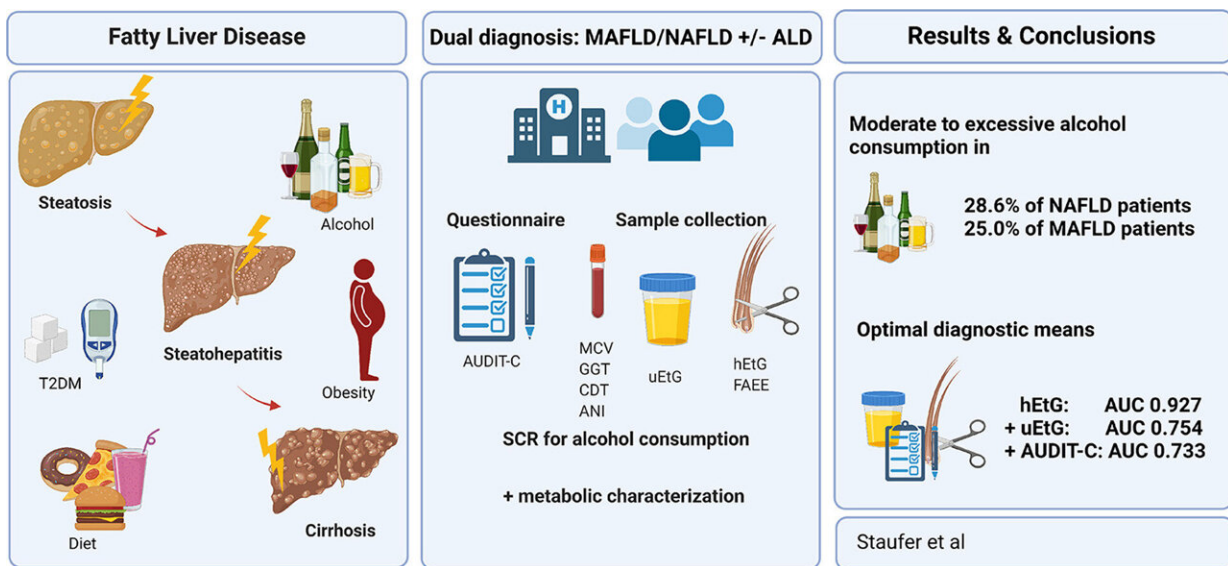 Fatty Liver Disease
Steatosis
Alcohol
Steatohepatitis
T2DM
Obesity
Diet
Cirrhosis
Dual diagnosis: MAFLD/NAFLD +/- ALD
H
Questionnaire
Sample collection
AUDIT-C
MCV
GGT
CDT
ANI
uEtG
hEtG
FAEE
SCR for alcohol consumption
+ metabolic characterization
Results & Conclusions
Moderate to excessive alcohol
consumption in
28.6% of NAFLD patients
25.0% of MAFLD patients
Optimal diagnostic means
hEtG: AUC 0.927
+ uEtG: AUC 0.754
+ AUDIT-C: AUC 0.733
Staufer et al